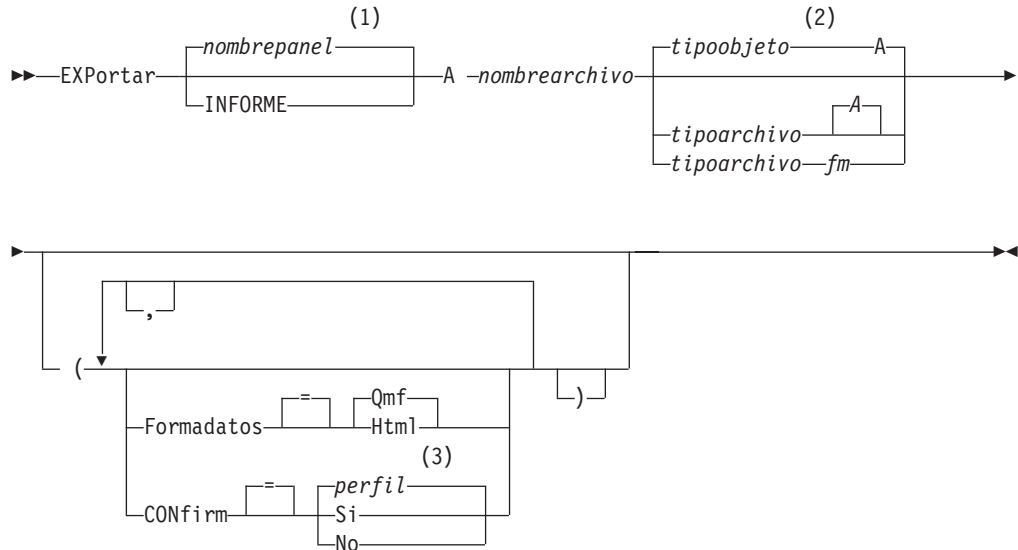 (1) (2)
nombrepanel tipoobjeto A
EXPortar A nombrearchivo
INFORME A
tipoarchivo
tipoarchivo fm
,
( )
= Qmf
Formadatos Html
(3)
= perfil
CONfirm Si
No